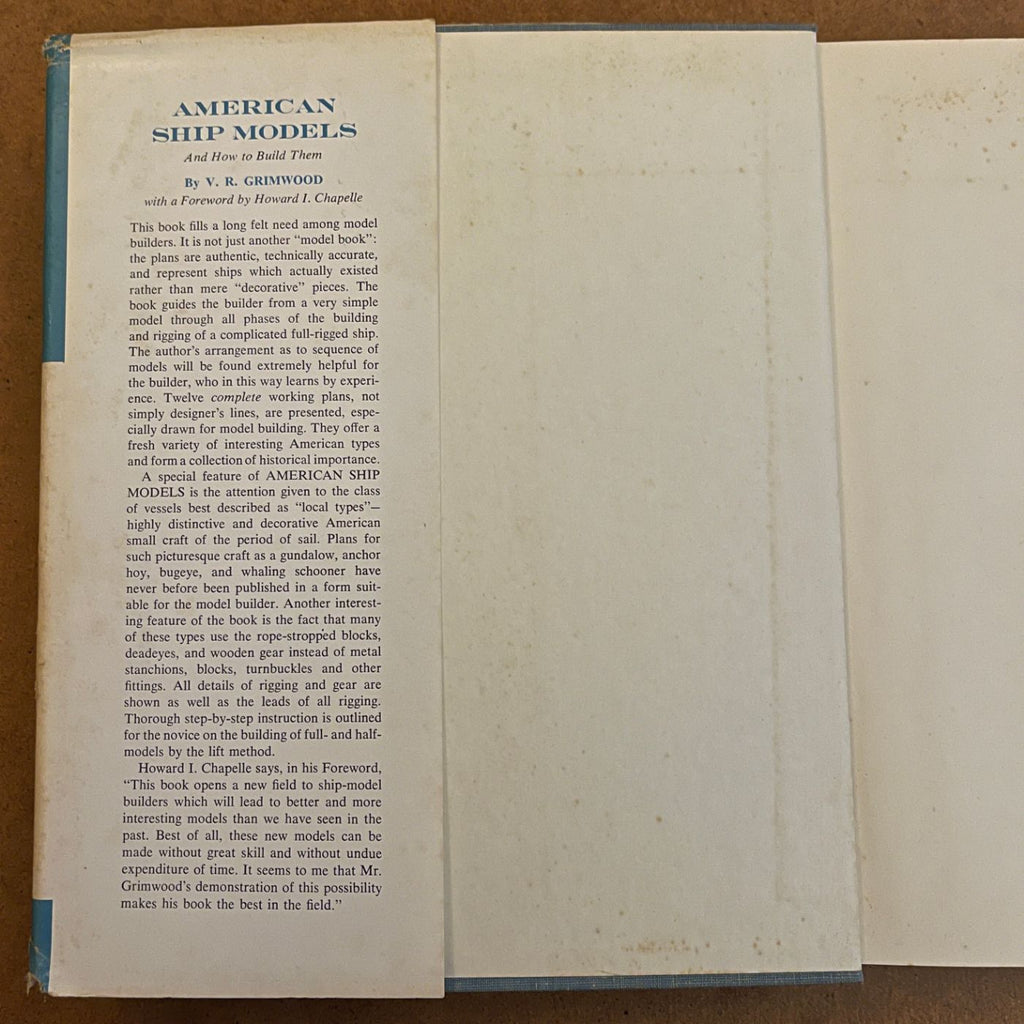 AMERICAN
SHIP MODELS
And How to Build Them
By V. R. GRIMWOOD
with a Foreword by Howard I. Chapelle
This book fills a long felt need among model
builders. It is not just another “model book”:
the plans are authentic, technically accurate,
and represent ships which actually existed
rather than mere “decorative” pieces. The
book guides the builder from a very simple
model through all phases of the building
and rigging of a complicated full-rigged ship.
The author’s arrangement as to sequence of
models will be found extremely helpful for
the builder, who in this way learns by experi-
ence. Twelve complete working plans, not
simply designer’s lines, are presented, espe-
cially drawn for model building. They offer a
fresh variety of interesting American types
and form a collection of historical importance.
A special feature of AMERICAN SHIP
MODELS is the attention given to the class
of vessels best described as “local types”—
highly distinctive and decorative American
small craft of the period of sail. Plans for
such picturesque craft as a gundalow, anchor
hoy, bugeye, and whaling schooner have
never before been published in a form suit-
able for the model builder. Another interest-
ing feature of the book is the fact that many
of these types use the rope-stropped blocks,
deadeyes, and wooden gear instead of metal
stanchions, blocks, turnbuckles and other
fittings. All details of rigging and gear are
shown as well as the leads of all rigging.
Thorough step-by-step instruction is outlined
for the novice on the building of full- and half-
models by the lift method.
Howard I. Chapelle says, in his Foreword,
“This book opens a new field to ship-model
builders which will lead to better and more
interesting models than we have seen in the
past. Best of all, these new models can be
made without great skill and without undue
expenditure of time. It seems to me that Mr.
Grimwood’s demonstration of this possibility
makes his book the best in the field.”